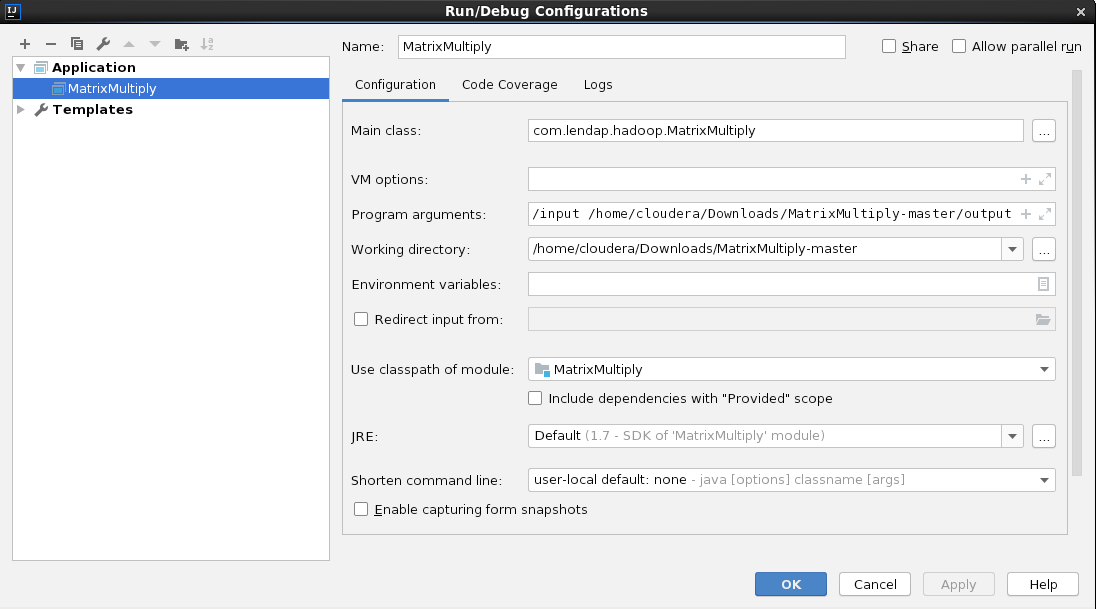 IJ
Run/Debug Configurations
Name: MatrixMultiply Share Allow parallel run
Application
MatrixMultiply
Templates
Configuration Code Coverage Logs
Main class: com.lendap.hadoop.MatrixMultiply ...
VM options:
Program arguments: /input /home/cloudera/Downloads/MatrixMultiply-master/output
Working directory: /home/cloudera/Downloads/MatrixMultiply-master ...
Environment variables:
Redirect input from:
Use classpath of module: MatrixMultiply
Include dependencies with "Provided" scope
JRE: Default (1.7 - SDK of 'MatrixMultiply' module) ...
Shorten command line: user-local default: none - java [options] classname [args]
Enable capturing form snapshots
OK Cancel Apply Help